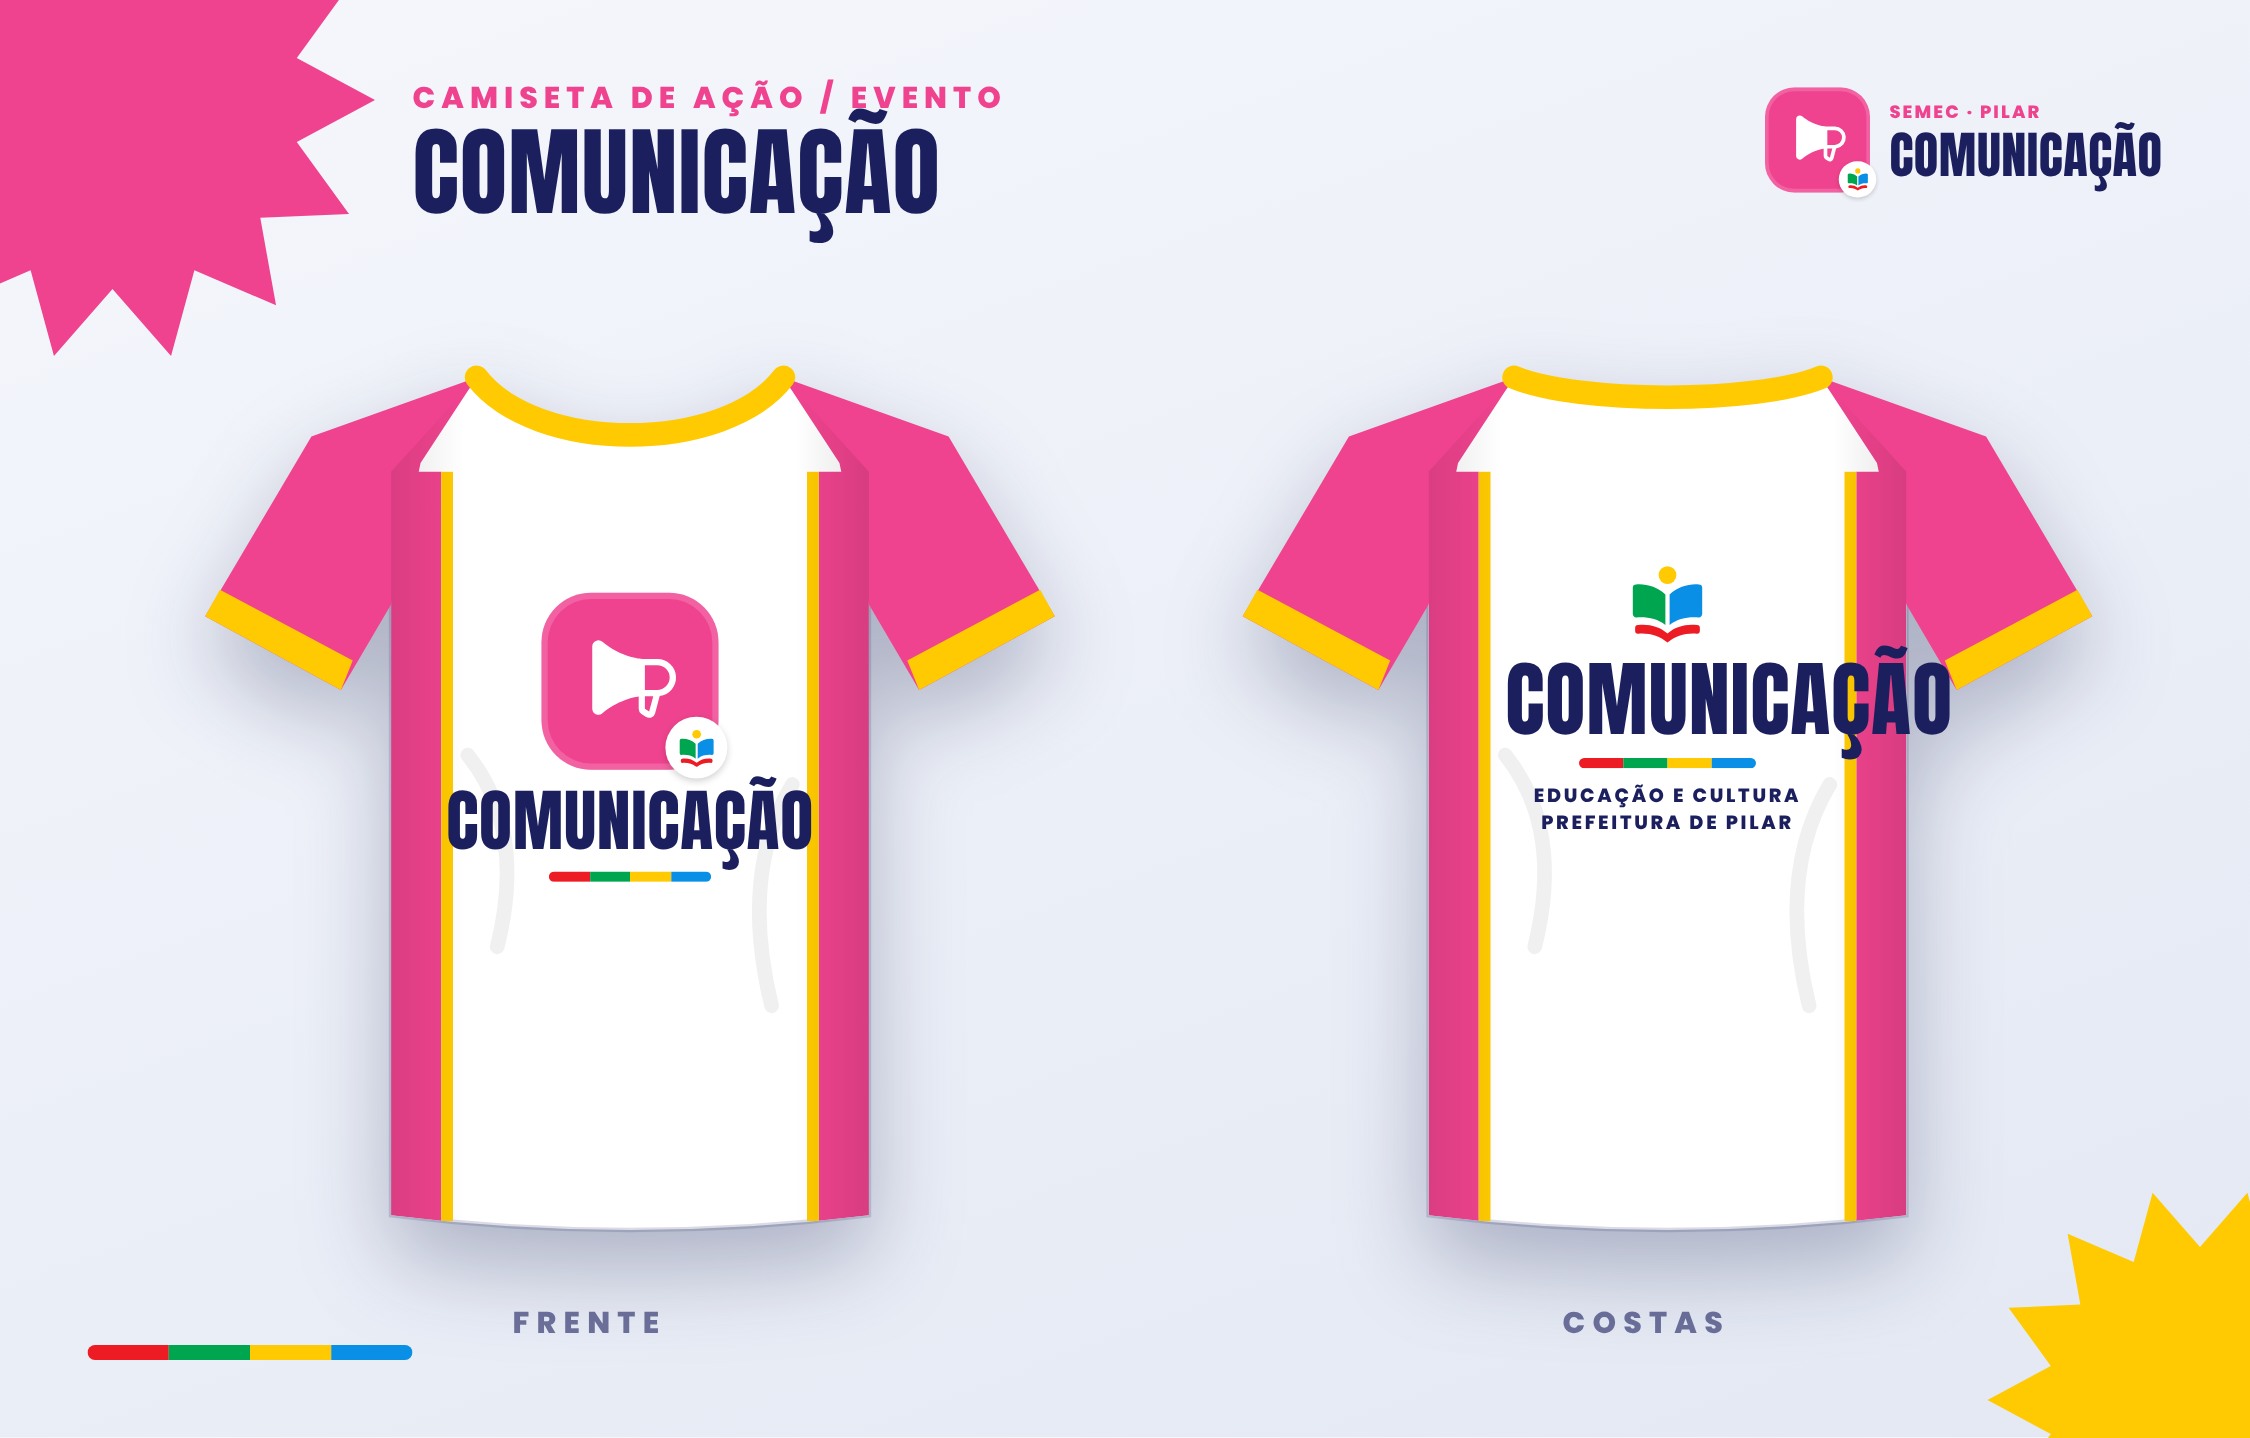 CAMISETA DE AÇÃO / EVENTO
COMUNICAÇÃO
SEMEC · PILAR
COMUNICAÇÃO
COMUNICAÇÃO
COMUNICAÇÃO
EDUCAÇÃO E CULTURA
PREFEITURA DE PILAR
FRENTE
COSTAS